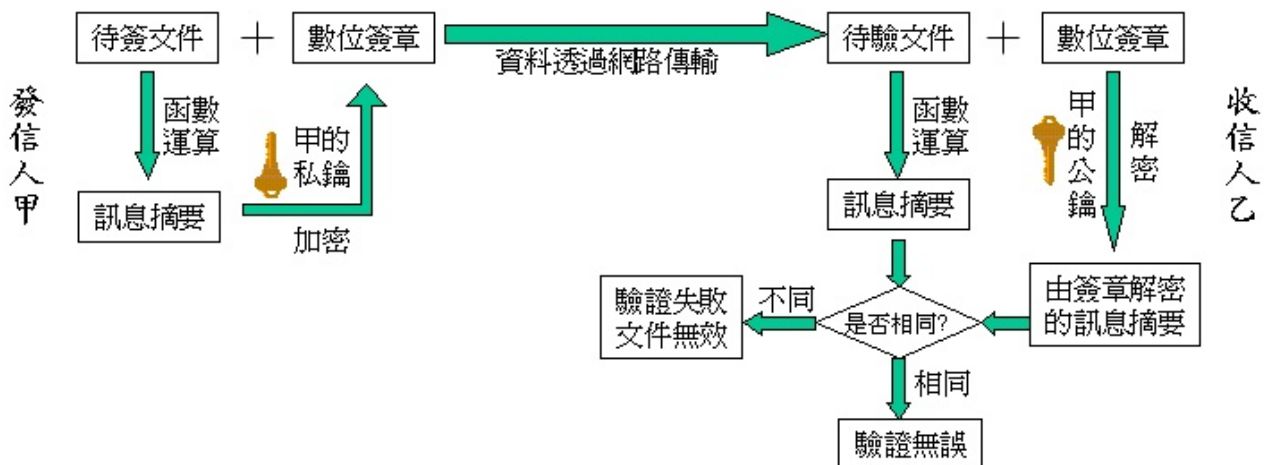 待簽文件
+
數位簽章
資料透過網路傳輸
待驗文件
+
數位簽章
發信人甲
函數
運算
甲的
私鑰
訊息摘要
加密
函數
運算
甲的公鑰
解密
收信人乙
訊息摘要
驗證失敗
文件無效
不同
是否相同?
由簽章解密
的訊息摘要
相同
驗證無誤